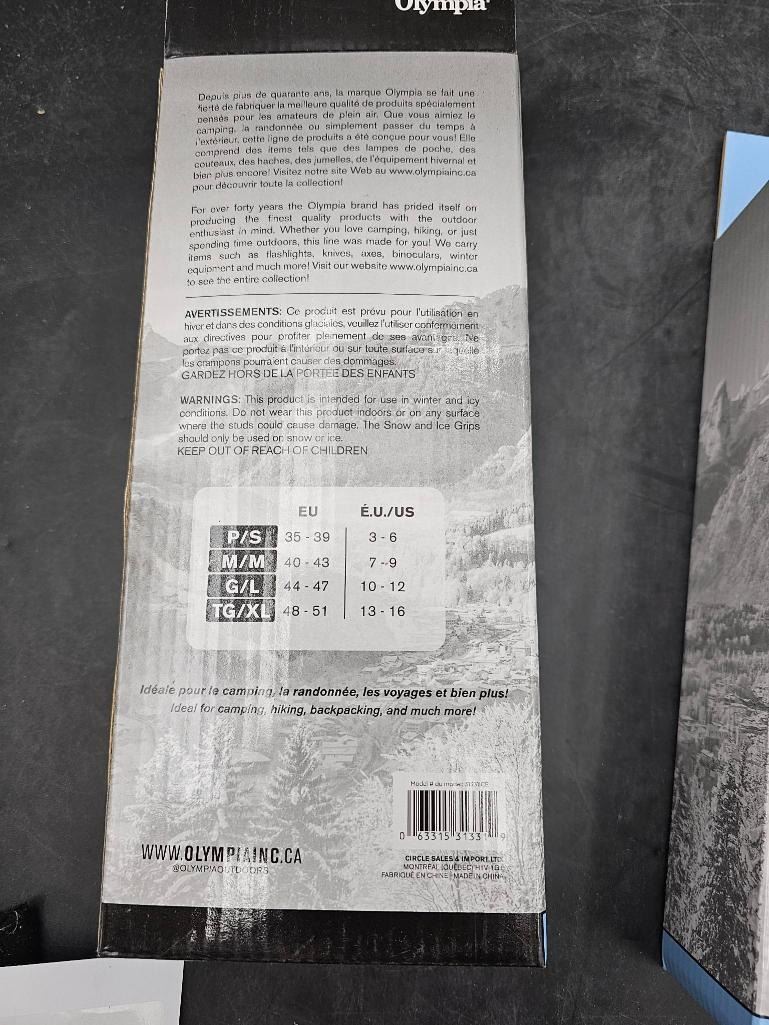 Olympia
Depuis plus de quarante ans, la marque Olympia se fait une
fierté de fabriquer la meilleure qualité de produits spécialement
pensés pour les amateurs de plein air. Que vous aimiez le
camping, la randonnée ou simplement passer du temps à
l'extérieur, cette ligne de produits a été conçue pour vous! Elle
comprend des items tels que des lampes de poche, des
couteaux, des haches, des jumelles, de l'équipement hivernal et
bien plus encore! Visitez notre site Web au www.olympiainc.ca
pour découvrir toute la collection!
For over forty years the Olympia brand has prided itself on
producing the finest quality products with the outdoor
enthusiast in mind. Whether you love camping, hiking, or just
spending time outdoors, this line was made for you! We carry
items such as flashlights, knives, axes, binoculars, winter
equipment and much more! Visit our website www.olympiainc.ca
to see the entire collection!
AVERTISSEMENTS: Ce produit est prévu pour l'utilisation en
hiver et dans des conditions glaciales, veuillez l'utiliser conformément
aux directives pour profiter pleinement de ses avantages. Ne
portez pas ce produit à l'intérieur ou sur toute surface sur laquelle
les crampons pourraient causer des dommages.
GARDEZ HORS DE LA PORTÉE DES ENFANTS
WARNINGS: This product is intended for use in winter and icy
conditions. Do not wear this product indoors or on any surface
where the studs could cause damage. The Snow and Ice Grips
should only be used on snow or ice.
KEEP OUT OF REACH OF CHILDREN
EU É.U./US
P/S 35 - 39 3 - 6
M/M 40 - 43 7 - 9
G/L 44 - 47 10 - 12
TG/XL 48 - 51 13 - 16
Idéale pour le camping, la randonnée, les voyages et bien plus!
Ideal for camping, hiking, backpacking, and much more!
Model # du modèle
0 63315 3133 9
WWW.OLYMPIAINC.CA
@OLYMPIAOUTDOORS
CIRCLE SALES & IMPORT LTD
MONTRÉAL (QUÉBEC) H1V
FABRIQUÉ EN CHINE | MADE IN CHINA